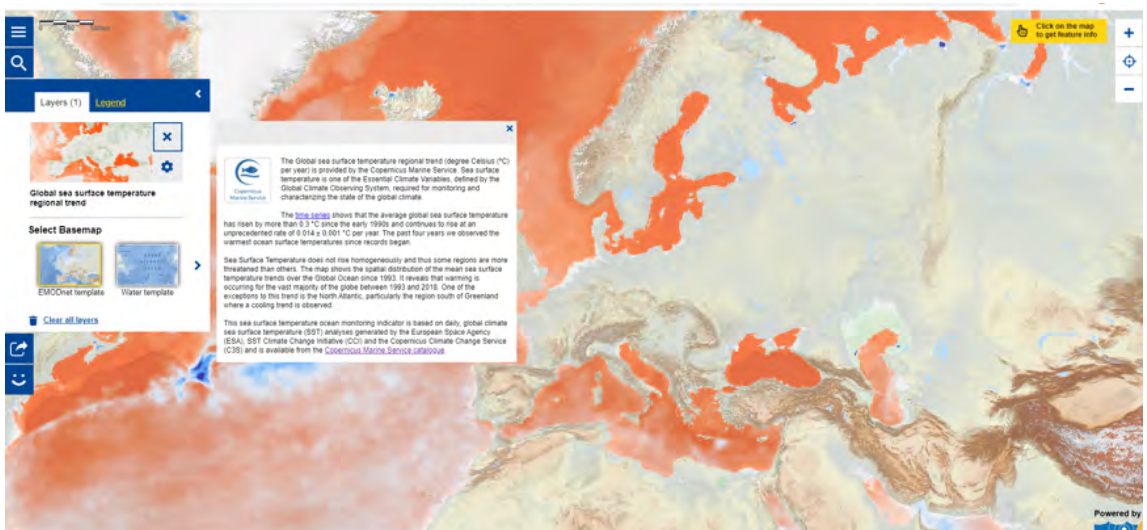 Click on the map
to get feature info
Layers (1) Legend
Global sea surface temperature
regional trend
Select Basemap
EMODnet template
Water template
Clear all layers
Copernicus
Marine Service
The Global sea surface temperature regional trend (degree Celsius (°C)
per year) is provided by the Copernicus Marine Service. Sea surface
temperature is one of the Essential Climate Variables, defined by the
Global Climate Observing System, required for monitoring and
characterizing the state of the global climate.
The time series shows that the average global sea surface temperature
has risen by more than 0.3 °C since the early 1990s and continues to rise at an
unprecedented rate of 0.014 ± 0.001 °C per year. The past four years we observed the
warmest ocean surface temperatures since records began.
Sea Surface Temperature does not rise homogeneously and thus some regions are more
threatened than others. The map shows the spatial distribution of the mean sea surface
temperature trends over the Global Ocean since 1993. It reveals that warming is
occurring for the vast majority of the globe between 1993 and 2018. One of the
exceptions to this trend is the North Atlantic, particularly the region south of Greenland
where a cooling trend is observed.
This sea surface temperature ocean monitoring indicator is based on daily, global climate
sea surface temperature (SST) analyses generated by the European Space Agency
(ESA), SST Climate Change Initiative (CCI) and the Copernicus Climate Change Service
(C3S) and is available from the Copernicus Marine Service catalogue.
Powered by